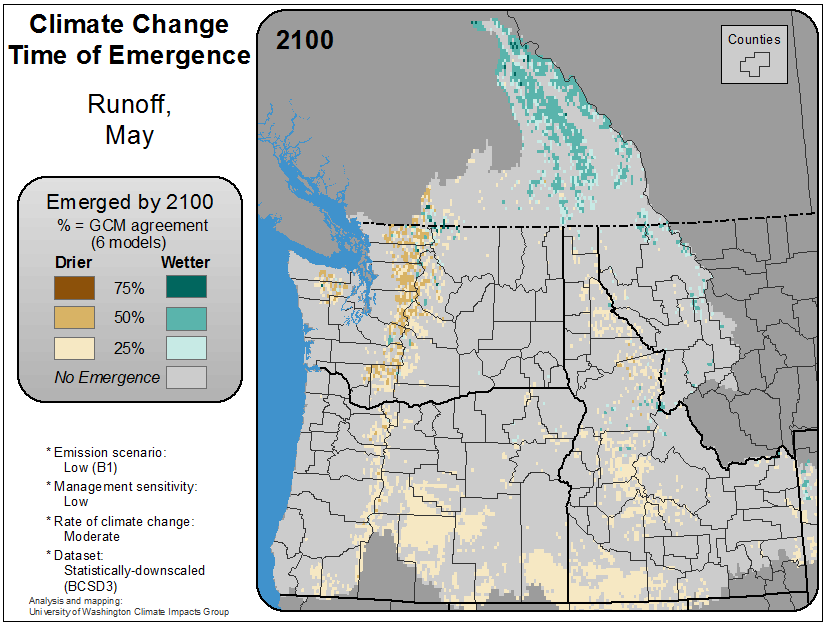 Climate Change
Time of Emergence
Runoff,
May
Emerged by 2100
% = GCM agreement
(6 models)
Drier Wetter
75%
50%
25%
No Emergence
* Emission scenario:
Low (B1)
* Management sensitivity:
Low
* Rate of climate change:
Moderate
* Dataset:
Statistically-downscaled
(BCSD3)
Analysis and mapping:
University of Washington Climate Impacts Group
2100
Counties